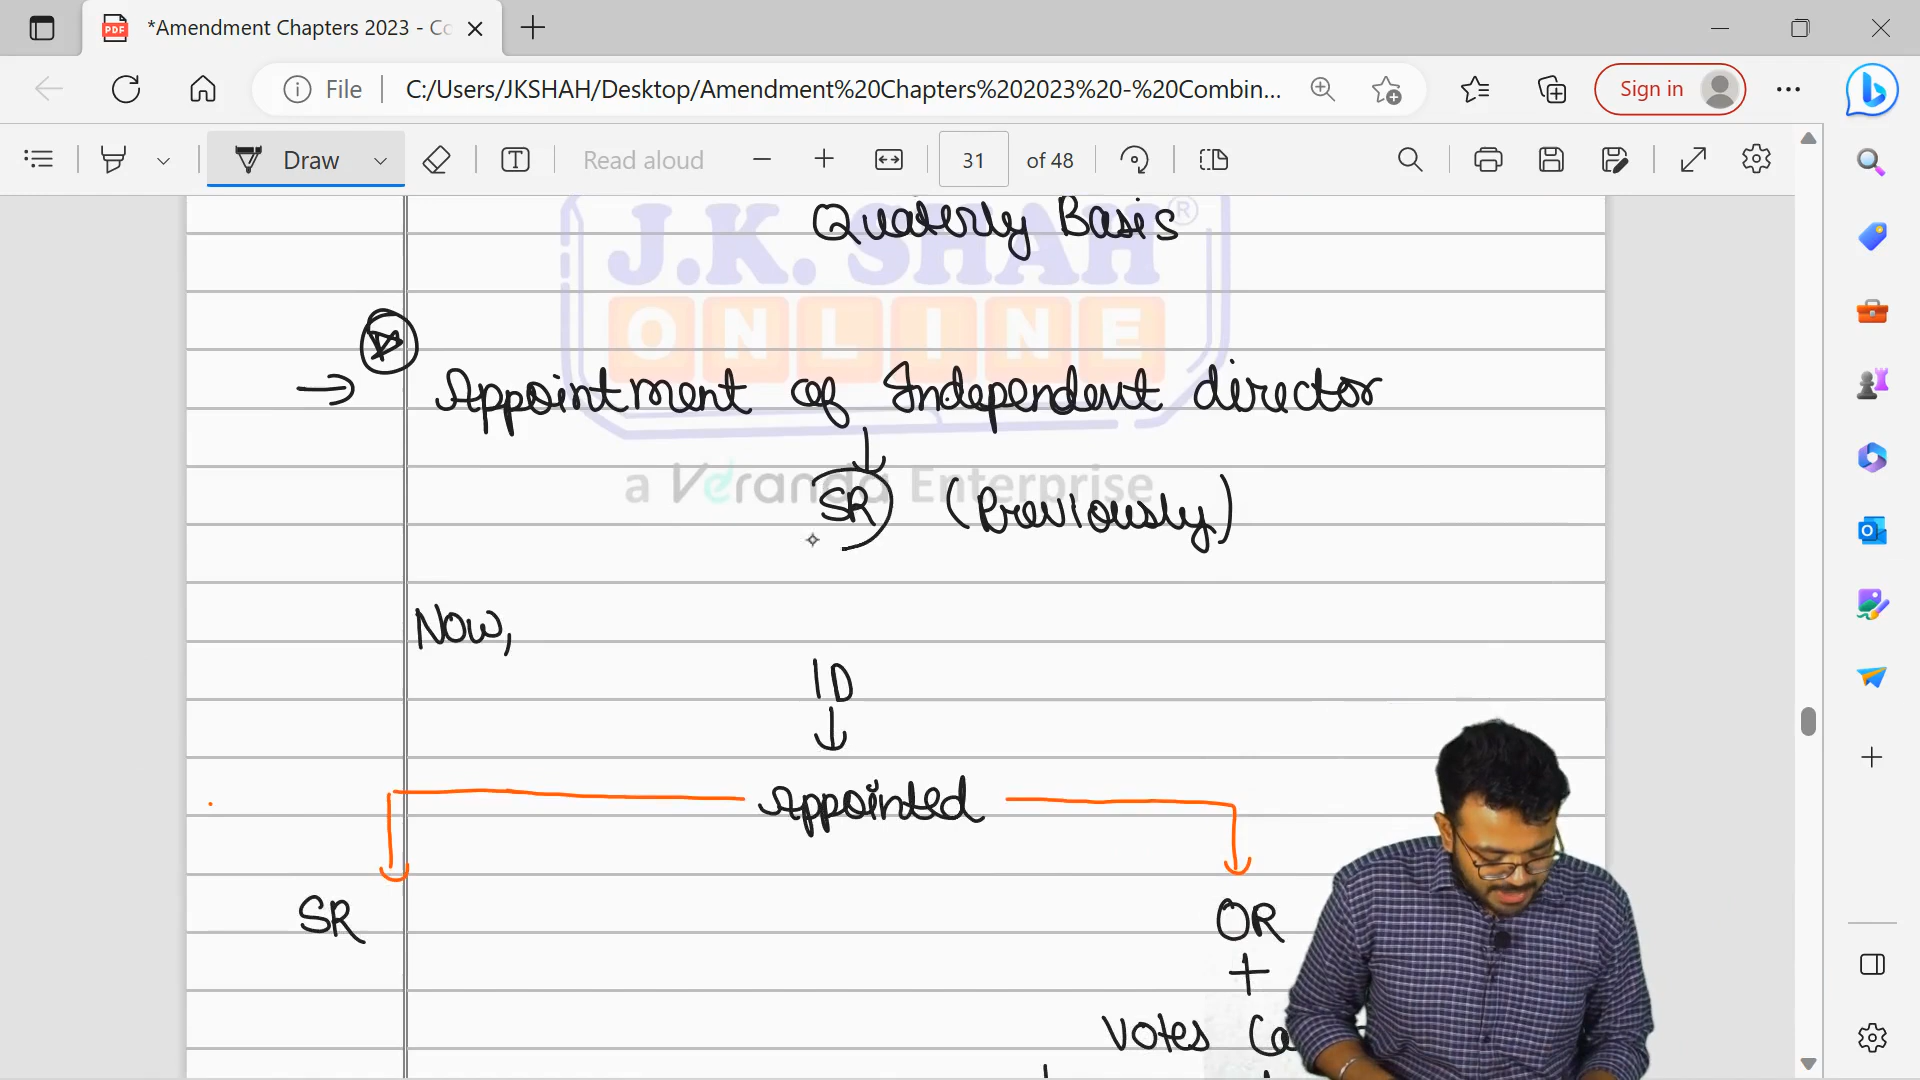 *Amendment Chapters 2023 - Co
File
C:/Users/JKSHAH/Desktop/Amendment%20Chapters%202023%20-%20Combin...
Sign in
Draw
Read aloud
31 of 48
Quaterly Basis
J.K. SHAH®
ONLINE
a Veranda Enterprise
→ Appointment of Independent director
SR (Previously)
Now,
ID
Appointed
SR
OR
+
Votes Ca